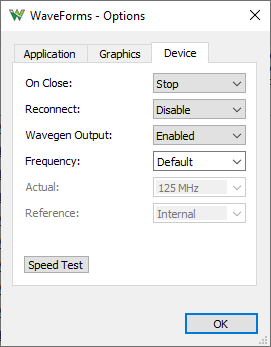 WaveForms - Options
Application Graphics Device
On Close: Stop
Reconnect: Disable
Wavegen Output: Enabled
Frequency: Default
Actual: 125 MHz
Reference: Internal
Speed Test
OK